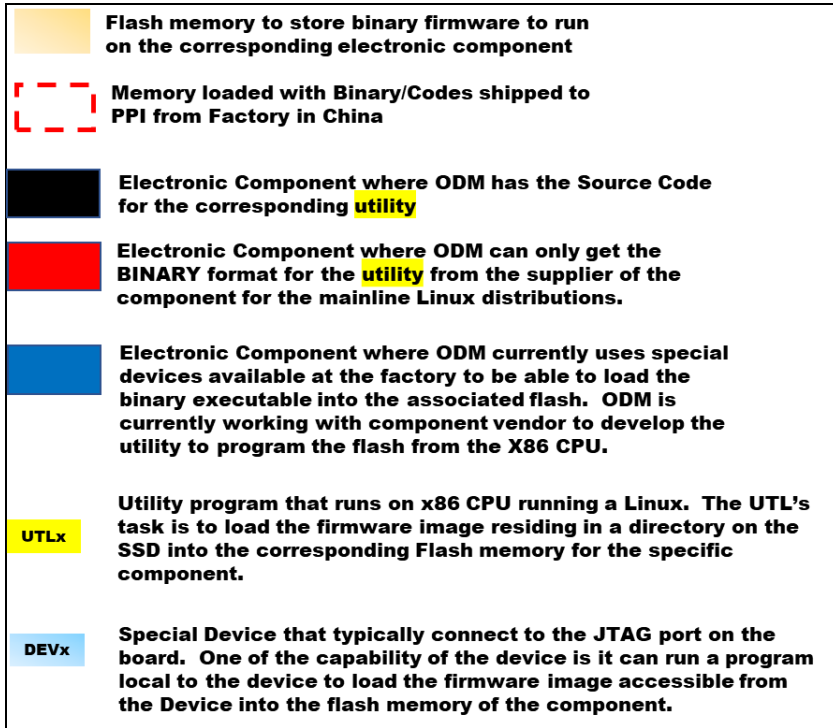 Flash memory to store binary firmware to run
on the corresponding electronic component
Memory loaded with Binary/Codes shipped to
PPI from Factory in China
Electronic Component where ODM has the Source Code
for the corresponding utility
Electronic Component where ODM can only get the
BINARY format for the utility from the supplier of the
component for the mainline Linux distributions.
Electronic Component where ODM currently uses special
devices available at the factory to be able to load the
binary executable into the associated flash.  ODM is
currently working with component vendor to develop the
utility to program the flash from the X86 CPU.
UTLx
Utility program that runs on x86 CPU running a Linux.  The UTL’s
task is to load the firmware image residing in a directory on the
SSD into the corresponding Flash memory for the specific
component.
DEVx
Special Device that typically connect to the JTAG port on the
board.  One of the capability of the device is it can run a program
local to the device to load the firmware image accessible from
the Device into the flash memory of the component.